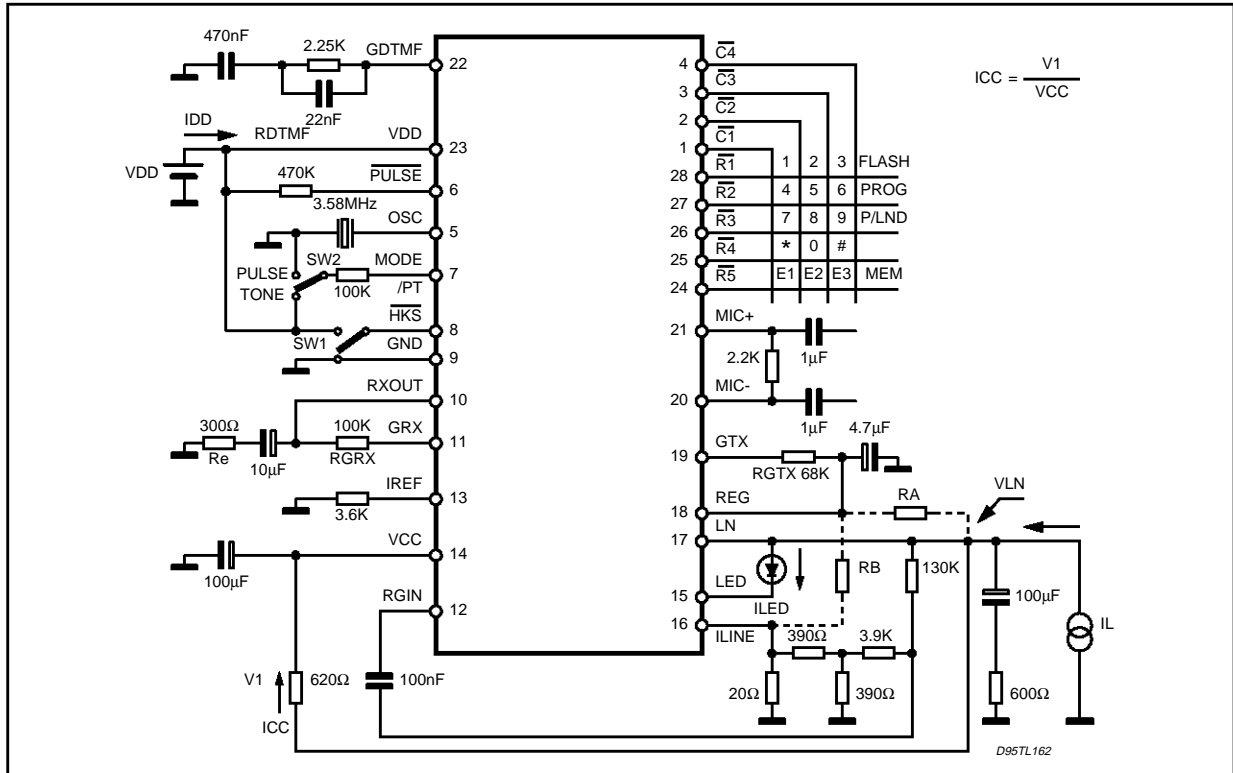 470nF
2.25K
GDTMF
22
22nF
IDD
RDTMF
VDD
23
VDD
470K
PULSE
6
3.58MHz
OSC
5
SW2
PULSE
MODE
7
TONE
100K
/PT
HKS
8
SW1
GND
9
RXOUT
10
300Ω
100K
GRX
11
Re
10μF
RGRX
IREF
13
3.6K
VCC
14
100μF
RGIN
12
V1
620Ω
100nF
ICC
C4
4
C3
3
C2
2
C1
1
R1
1 2 3 FLASH
28
R2
4 5 6 PROG
27
R3
7 8 9 P/LND
26
R4
* 0 #
25
R5
E1 E2 E3 MEM
24
MIC+
21
1μF
2.2K
MIC-
20
1μF
GTX
4.7μF
19
RGTX 68K
REG
RA
VLN
18
LN
17
LED
RB
130K
15
ILED
100μF
IL
16
ILINE
390Ω
3.9K
20Ω
390Ω
600Ω
ICC = V1
VCC
D95TL162